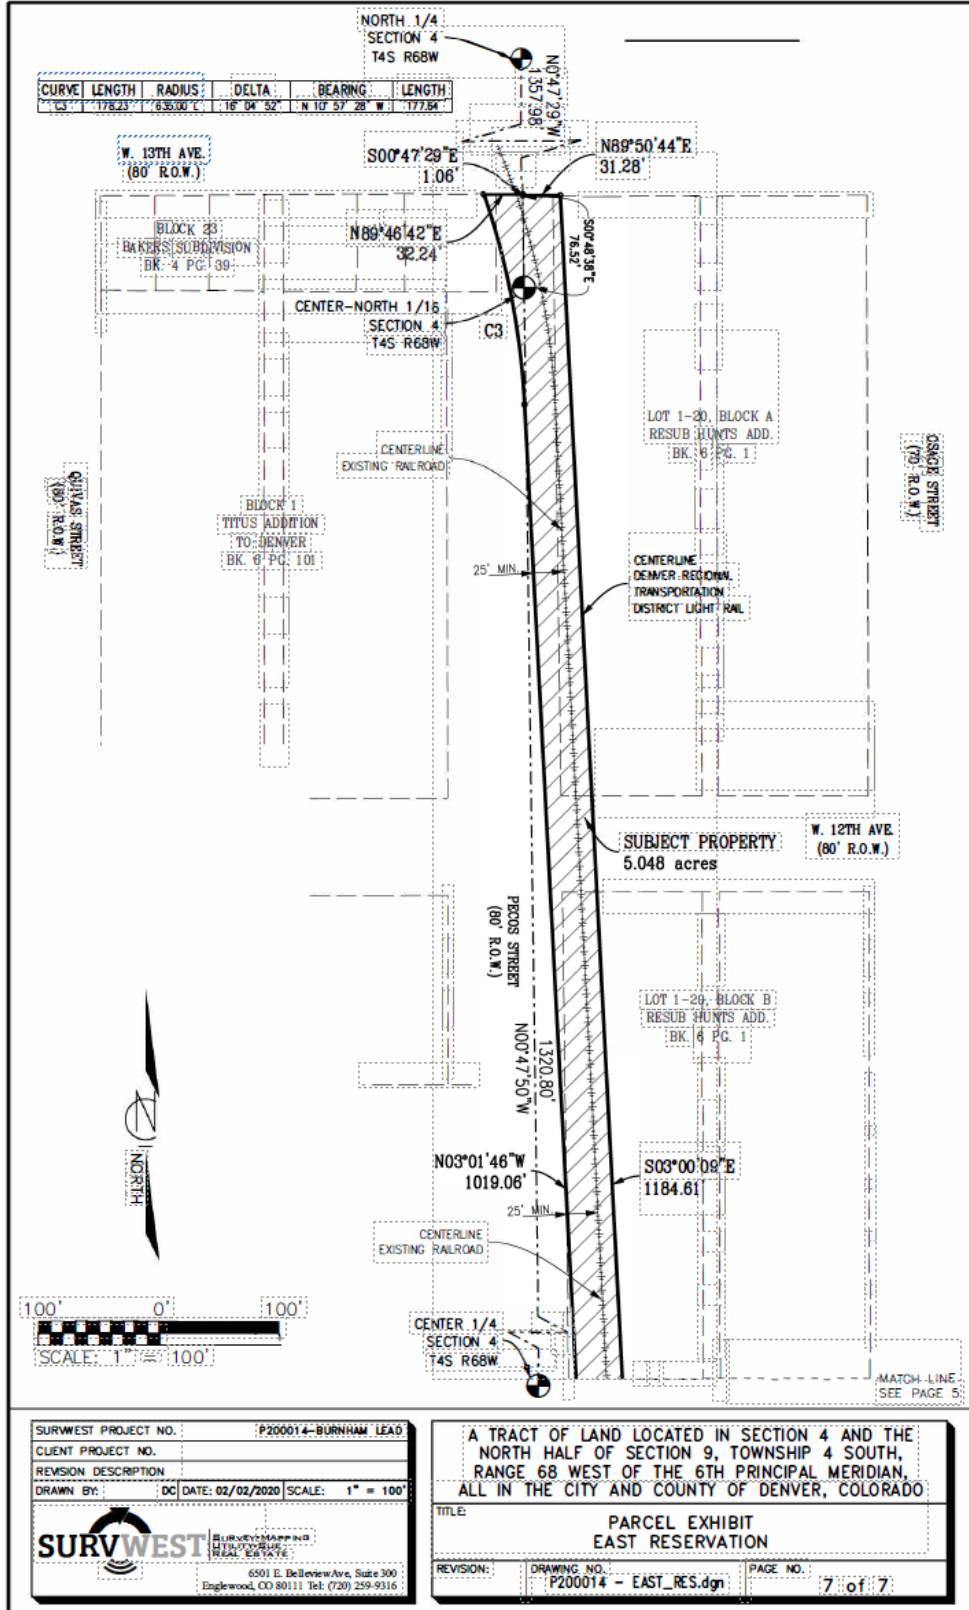 NORTH 1/4
SECTION 4
T4S R68W
N0°47'29"W
1357.98
CURVE LENGTH RADIUS DELTA BEARING LENGTH
C3 178.23 635.00 L 16° 04' 52" N 10° 57' 28" W 177.64
W. 13TH AVE.
(80' R.O.W.)
S00°47'29"E
1.06'
N89°50'44"E
31.28'
BLOCK 23
BAKERS SUBDIVISION
BK. 4 PG. 39
N89°46'42"E
32.24'
S00°48'38"E
76.52'
CENTER-NORTH 1/16
SECTION 4
T4S R68W
C3
LOT 1-20, BLOCK A
RESUB HUNTS ADD.
BK. 6 PG. 1
CENTERLINE
EXISTING RAILROAD
QUIVAS STREET
(80' R.O.W.)
OSAGE STREET
(70' R.O.W.)
BLOCK 1
TITUS ADDITION
TO DENVER
BK. 6 PG. 101
25' MIN.
CENTERLINE
DENVER REGIONAL
TRANSPORTATION
DISTRICT LIGHT RAIL
SUBJECT PROPERTY
5.048 acres
W. 12TH AVE.
(80' R.O.W.)
PECOS STREET
(80' R.O.W.)
LOT 1-20, BLOCK B
RESUB HUNTS ADD.
BK. 6 PG. 1
1320.80'
N00°47'50"W
NORTH
N03°01'46"W
1019.06'
S03°00'09"E
1184.61'
25' MIN.
CENTERLINE
EXISTING RAILROAD
100' 0' 100'
SCALE: 1" = 100'
CENTER 1/4
SECTION 4
T4S R68W
MATCH LINE
SEE PAGE 5
SURVWEST PROJECT NO. P200014-BURNHAM LEAD
CLIENT PROJECT NO.
REVISION DESCRIPTION
DRAWN BY: DC DATE: 02/02/2020 SCALE: 1" = 100'
SURVWEST
SURVEY-MAPPING
UTILITY-SUE
REAL ESTATE
6501 E. Belleview Ave, Suite 300
Englewood, CO 80111 Tel: (720) 259-9316
A TRACT OF LAND LOCATED IN SECTION 4 AND THE
NORTH HALF OF SECTION 9, TOWNSHIP 4 SOUTH,
RANGE 68 WEST OF THE 6TH PRINCIPAL MERIDIAN,
ALL IN THE CITY AND COUNTY OF DENVER, COLORADO
TITLE:
PARCEL EXHIBIT
EAST RESERVATION
REVISION: DRAWING NO. PAGE NO.
P200014 - EAST_RES.dgn 7 of 7